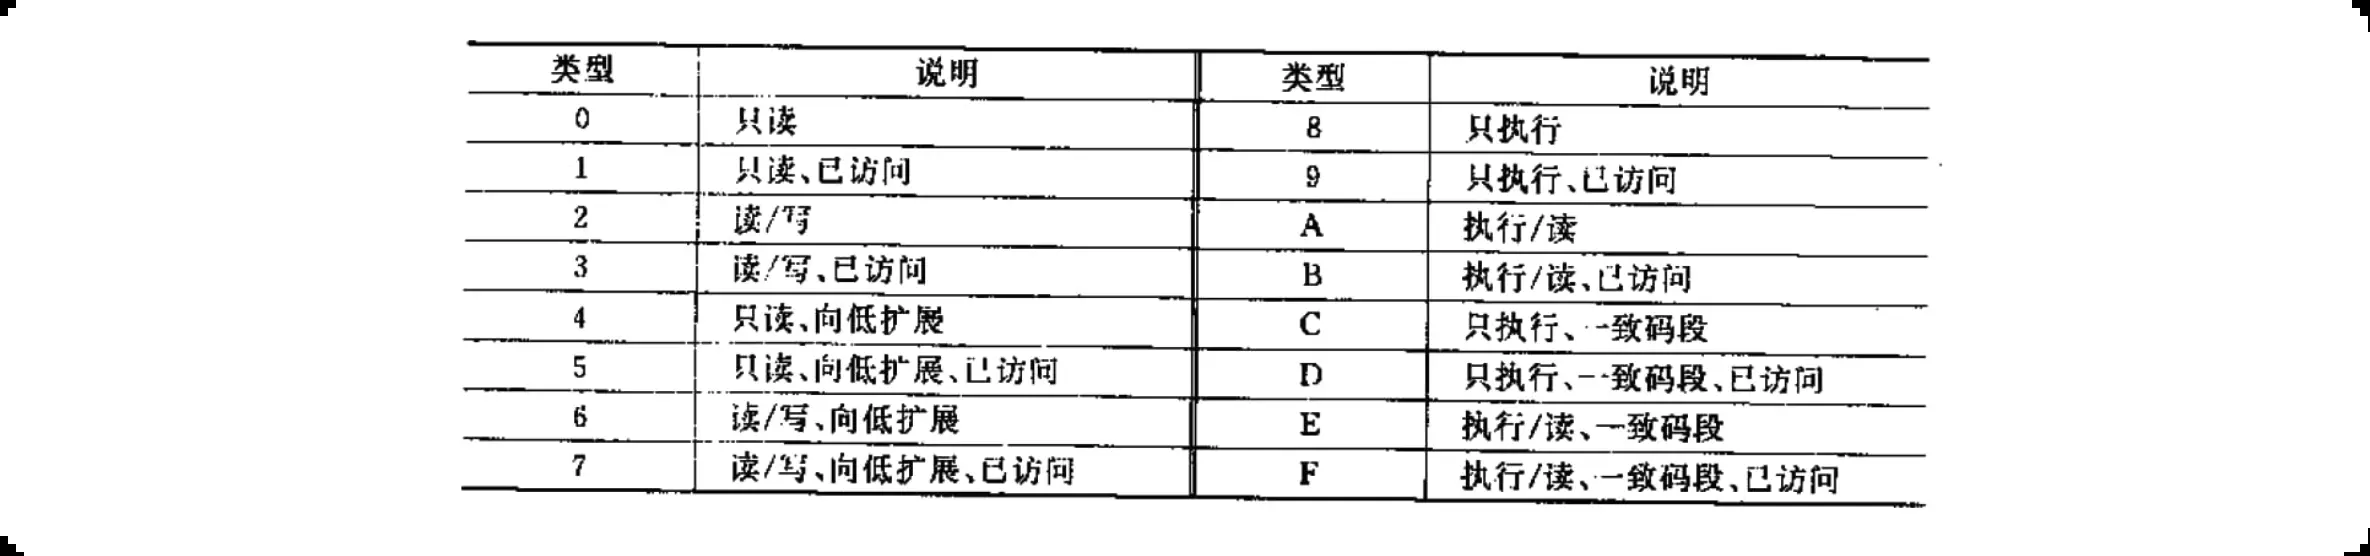 类型 说明 类型 说明
0 只读 8 只执行
1 只读、已访问 9 只执行、已访问
2 读/写 A 执行/读
3 读/写、已访问 B 执行/读、已访问
4 只读、向低扩展 C 只执行、一致码段
5 只读、向低扩展、已访问 D 只执行、一致码段、已访问
6 读/写、向低扩展 E 执行/读、一致码段
7 读/写、向低扩展、已访问 F 执行/读、一致码段、已访问